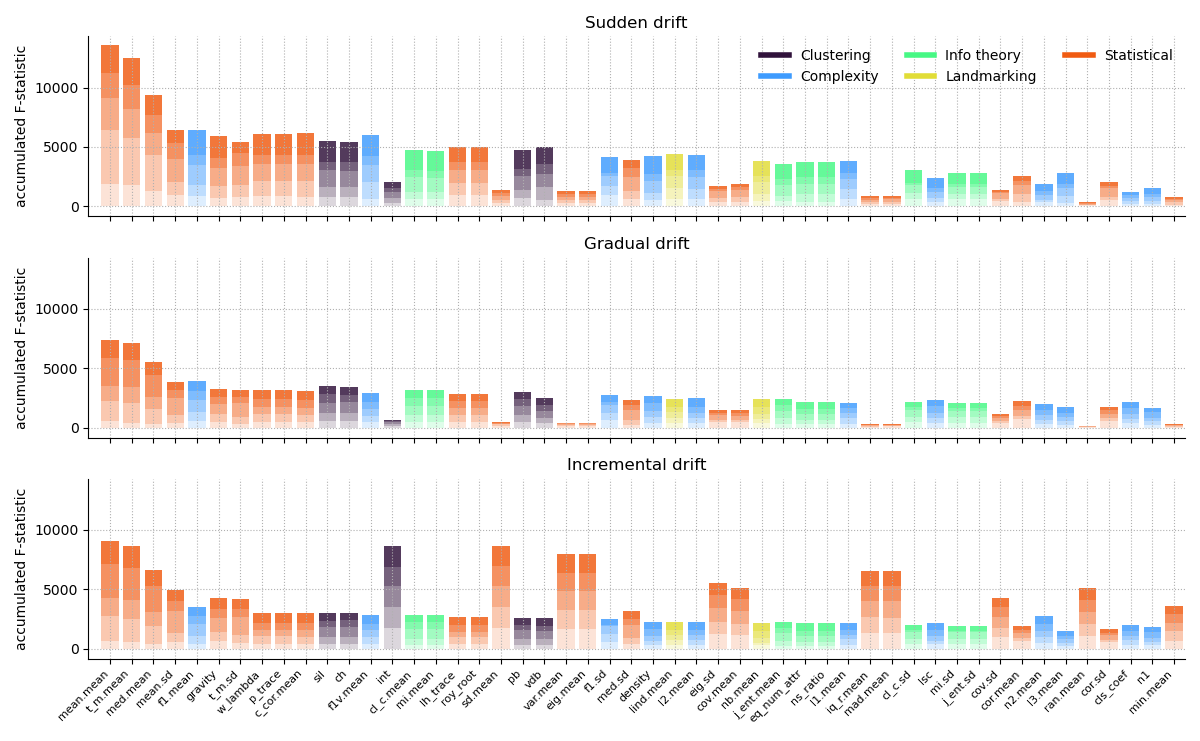 Sudden drift
accumulated F-statistic
10000
5000
0
Clustering
Complexity
Info theory
Landmarking
Statistical
Gradual drift
accumulated F-statistic
10000
5000
0
Incremental drift
accumulated F-statistic
10000
5000
0
mean.mean
t_m.mean
med.mean
mean.sd
f1.mean
gravity
t_m.sd
w_lambda
p_trace
c_cor.mean
sil
ch
f1v.mean
int
cl_c.mean
mi.mean
lh_trace
roy_root
sd.mean
pb
vdb
var.mean
eig.mean
f1.sd
med.sd
density
lind.mean
l2.mean
eig.sd
cov.mean
nb.mean
j_ent.mean
eq_num_attr
ns_ratio
l1.mean
iq_r.mean
mad.mean
cl_c.sd
lsc
mi.sd
j_ent.sd
cov.sd
cor.mean
n2.mean
l3.mean
ran.mean
cor.sd
cls_coef
n1
min.mean